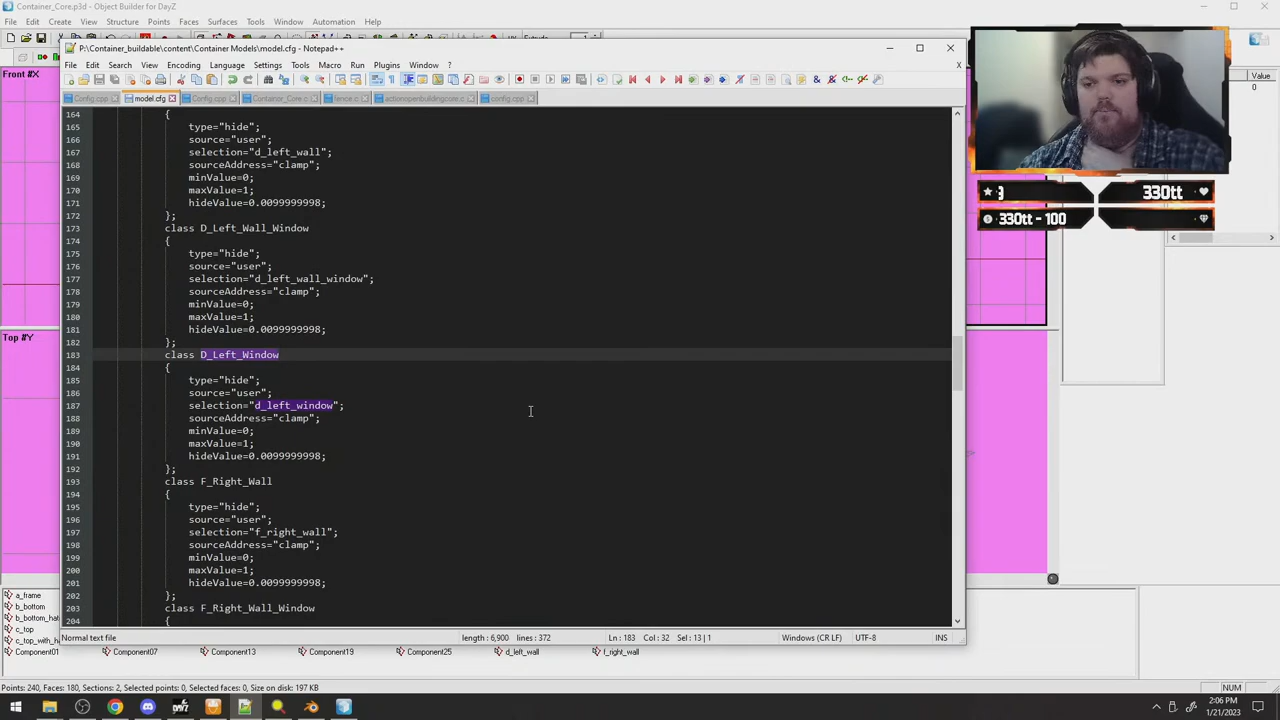 Container_Core.p3d - Object Builder for DayZ
File Edit Create View Structure Points Faces Surfaces Tools Window Automation Help
P:\Container_buildable\content\Container Models\model.cfg - Notepad++
File Edit Search View Encoding Language Settings Tools Macro Run Plugins Window ? X
Config.cpp model.cfg Config.cpp Container_Core.c fence.c actionopenbuildingcore.c config.cpp
164 {
165 type="hide";
166 source="user";
167 selection="d_left_wall";
168 sourceAddress="clamp";
169 minValue=0;
170 maxValue=1;
171 hideValue=0.0099999998;
172 };
173 class D_Left_Wall_Window
174 {
175 type="hide";
176 source="user";
177 selection="d_left_wall_window";
178 sourceAddress="clamp";
179 minValue=0;
180 maxValue=1;
181 hideValue=0.0099999998;
182 };
183 class D_Left_Window
184 {
185 type="hide";
186 source="user";
187 selection="d_left_window";
188 sourceAddress="clamp";
189 minValue=0;
190 maxValue=1;
191 hideValue=0.0099999998;
192 };
193 class F_Right_Wall
194 {
195 type="hide";
196 source="user";
197 selection="f_right_wall";
198 sourceAddress="clamp";
199 minValue=0;
200 maxValue=1;
201 hideValue=0.0099999998;
202 };
203 class F_Right_Wall_Window
204 {
Normal text file length : 6,900 lines : 372 Ln : 183 Col : 32 Sel : 13 | 1 Windows (CR LF) UTF-8 INS
Front #X
Top #Y
Value
0
330tt
330tt - 100
a_frame
b_bottom
b_bottom_hat
c_top
c_top_with_h
Component01 Component07 Component13 Component19 Component25 d_left_wall f_right_wall
Points: 240, Faces: 180, Sections: 2, Selected points: 0, Selected faces: 0, Size on disk: 197 KB
NUM
2:06 PM
1/21/2023